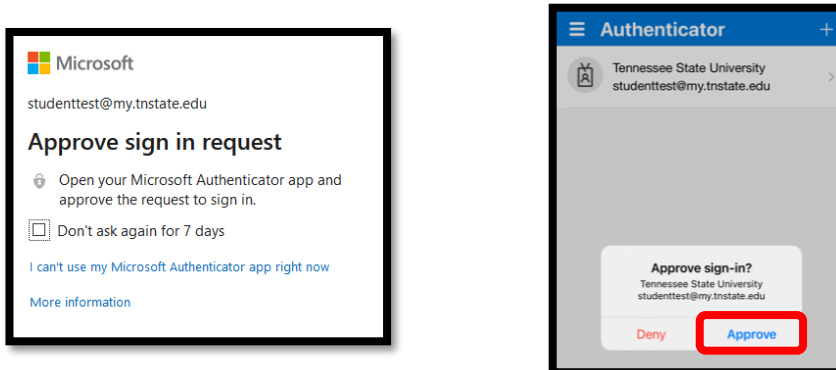 Microsoft
studenttest@my.tnstate.edu
Approve sign in request
Open your Microsoft Authenticator app and
approve the request to sign in.
Don't ask again for 7 days
I can't use my Microsoft Authenticator app right now
More information
Authenticator
Tennessee State University
studenttest@my.tnstate.edu
Approve sign-in?
Tennessee State University
studenttest@my.tnstate.edu
Deny Approve